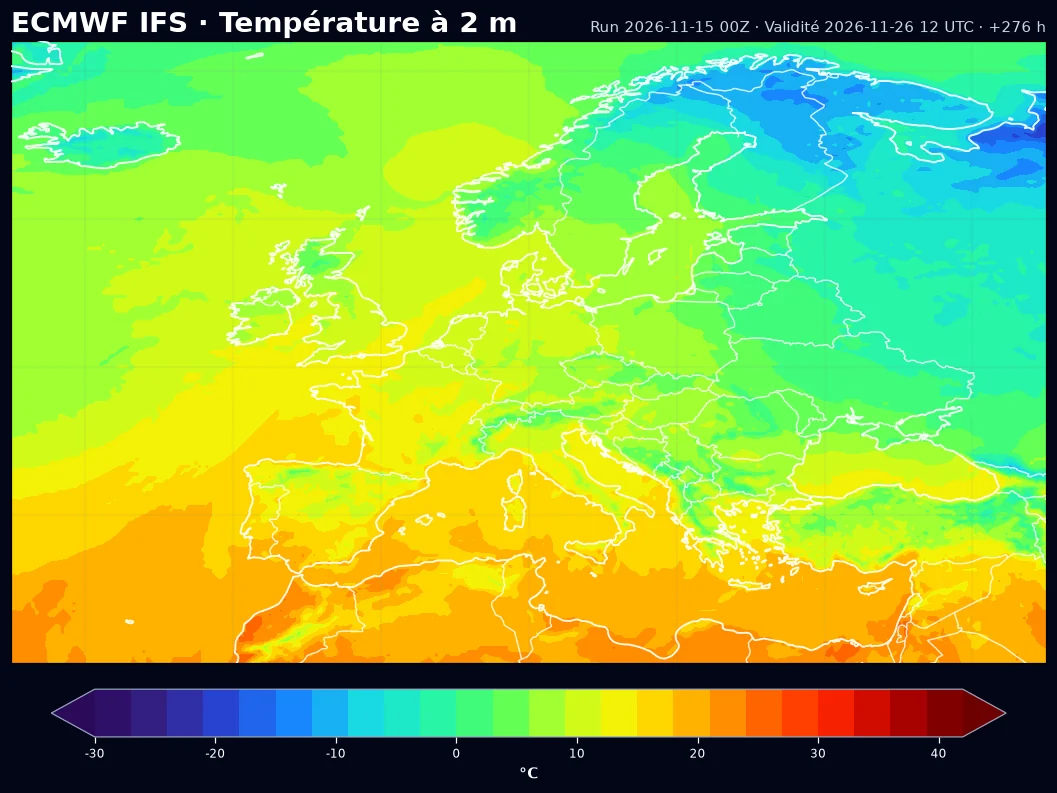 ECMWF IFS · Température à 2 m
Run 2026-11-15 00Z · Validité 2026-11-26 12 UTC · +276 h
-30 -20 -10 0 10 20 30 40
°C